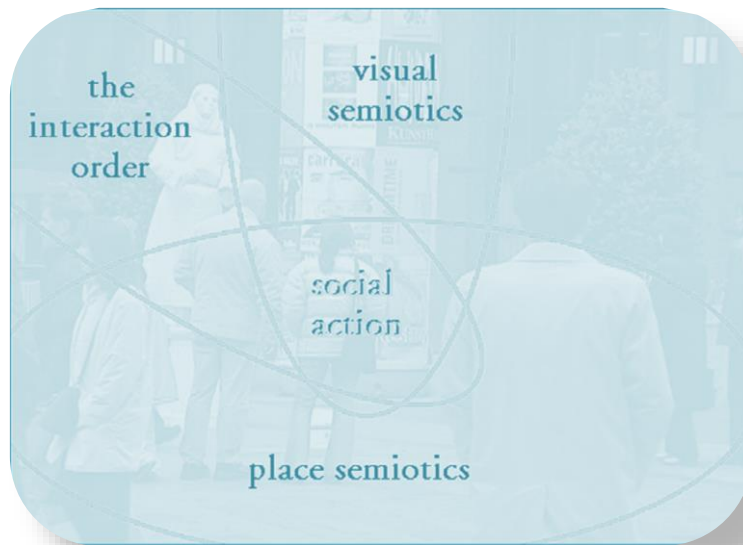 the
interaction
order
visual
semiotics
social
action
place semiotics